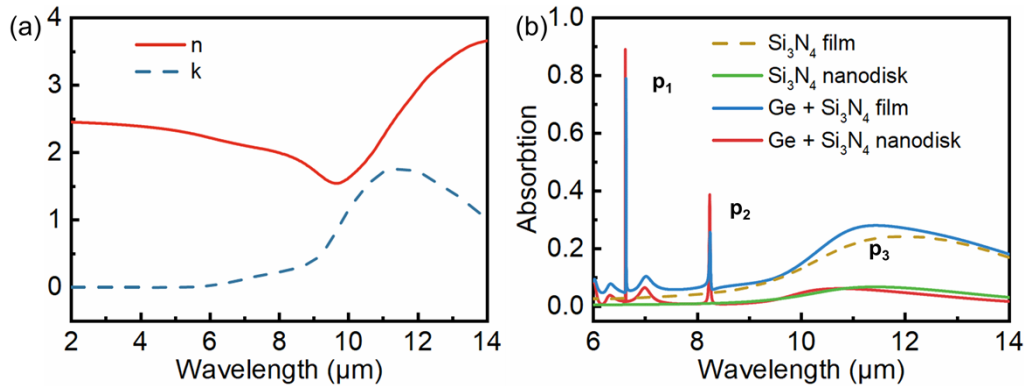 (a)
4
3
2
1
0
n
k
2
4
6
8
10
12
14
Wavelength (μm)
(b)
Absorbtion
1.0
0.8
0.6
0.4
0.2
0.0
Si₃N₄ film
Si₃N₄ nanodisk
Ge + Si₃N₄ film
Ge + Si₃N₄ nanodisk
p₁
p₂
p₃
6
8
10
12
14
Wavelength (μm)